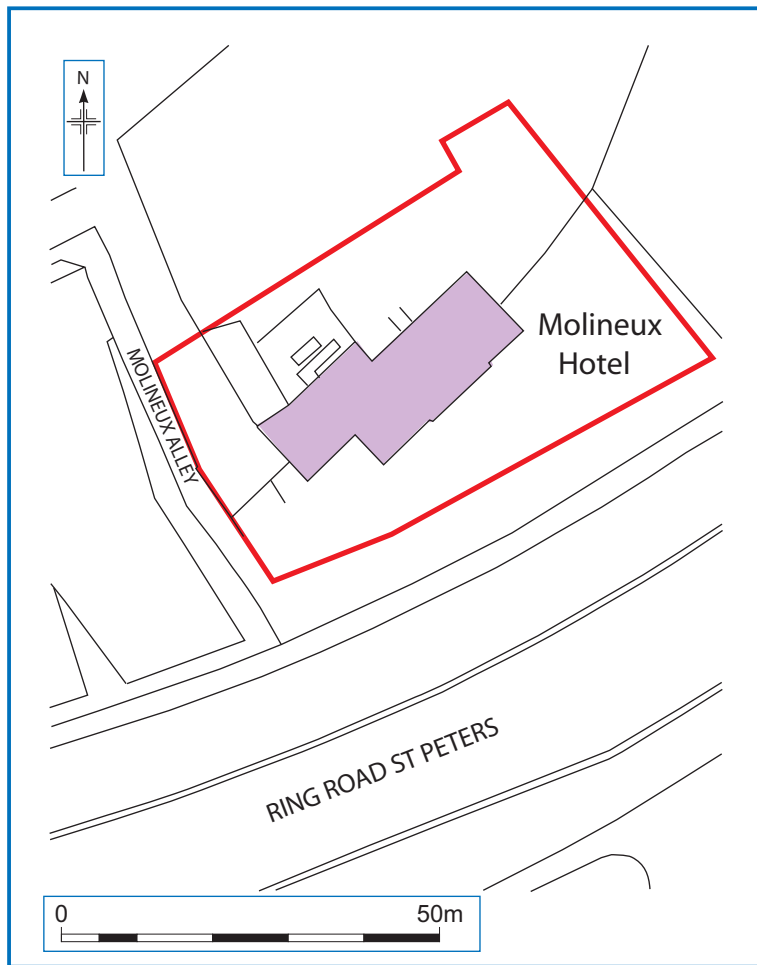 N
Molineux
Hotel
MOLINEUX ALLEY
RING ROAD ST PETERS
0 50m